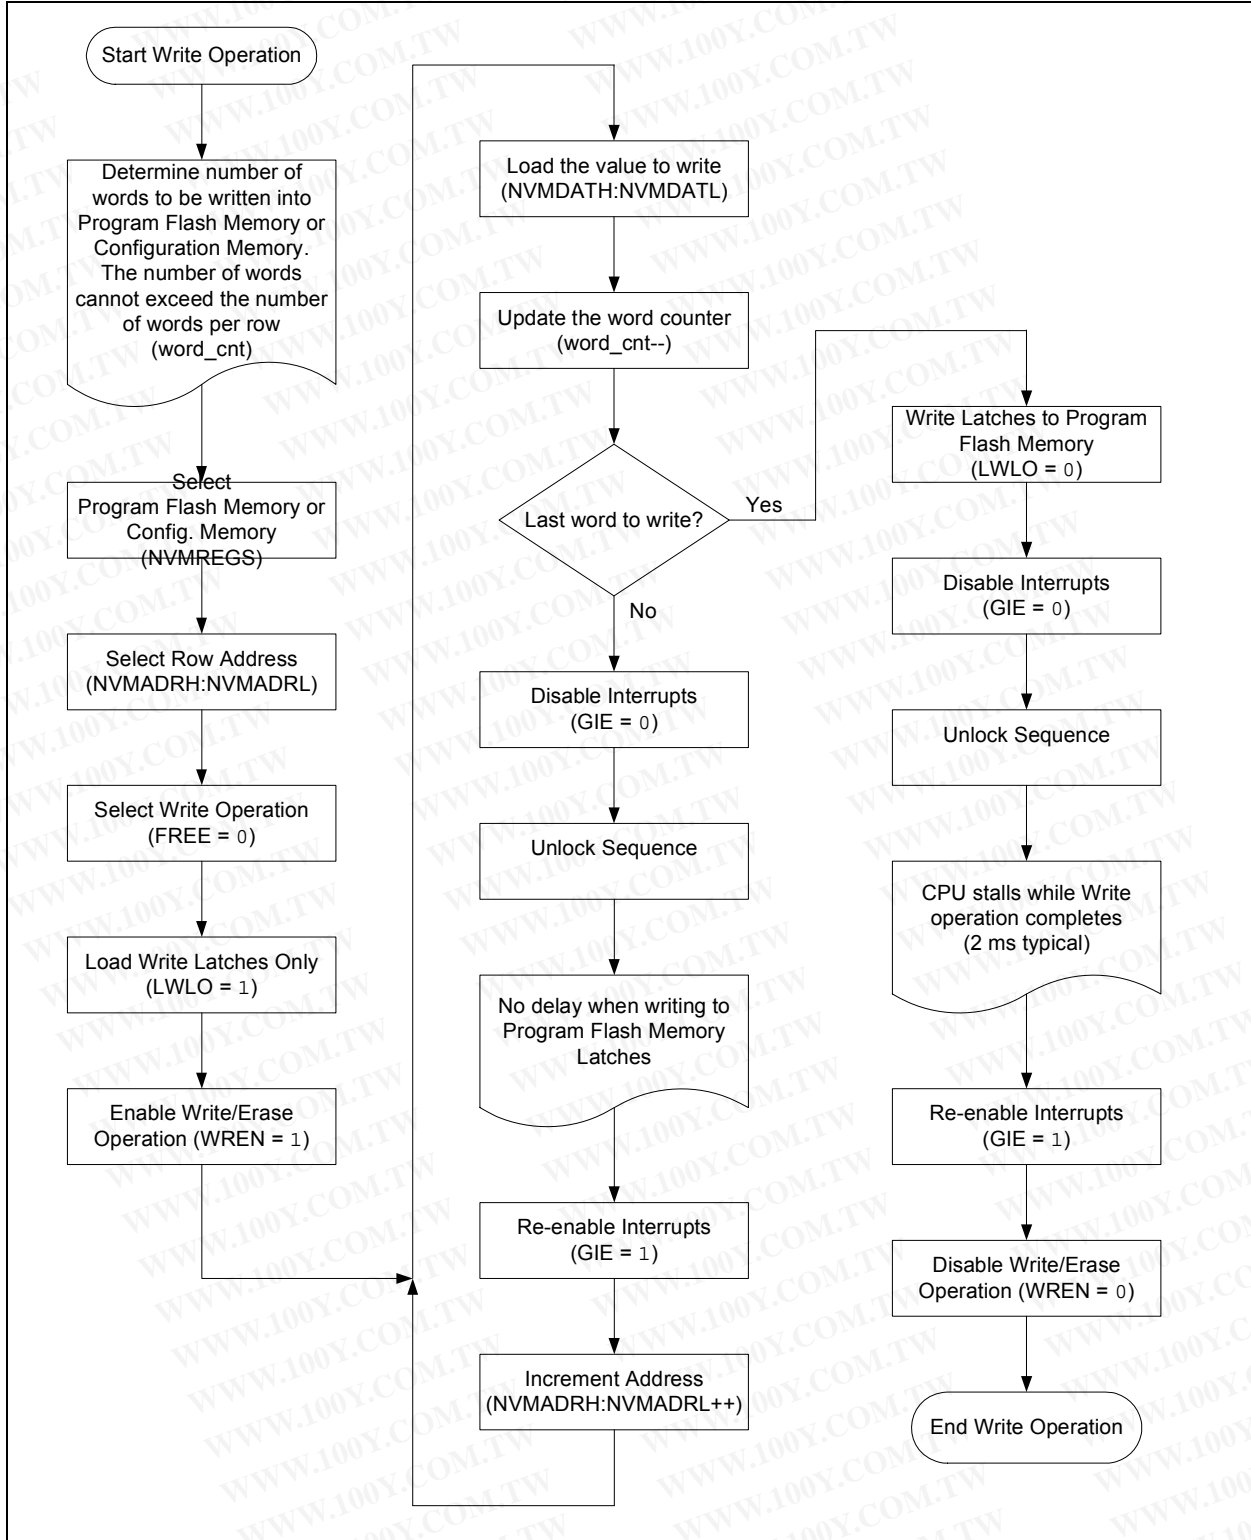 Start Write Operation
Determine number of
words to be written into
Program Flash Memory or
Configuration Memory.
The number of words
cannot exceed the number
of words per row
(word_cnt)
Select
Program Flash Memory or
Config. Memory
(NVMREGS)
Select Row Address
(NVMADRH:NVMADRL)
Select Write Operation
(FREE = 0)
Load Write Latches Only
(LWLO = 1)
Enable Write/Erase
Operation (WREN = 1)
Load the value to write
(NVMDATH:NVMDATL)
Update the word counter
(word_cnt--)
Last word to write?
Yes
No
Disable Interrupts
(GIE = 0)
Unlock Sequence
No delay when writing to
Program Flash Memory
Latches
Re-enable Interrupts
(GIE = 1)
Increment Address
(NVMADRH:NVMADRL++)
Write Latches to Program
Flash Memory
(LWLO = 0)
Disable Interrupts
(GIE = 0)
Unlock Sequence
CPU stalls while Write
operation completes
(2 ms typical)
Re-enable Interrupts
(GIE = 1)
Disable Write/Erase
Operation (WREN = 0)
End Write Operation
WWW.100Y.COM.TW